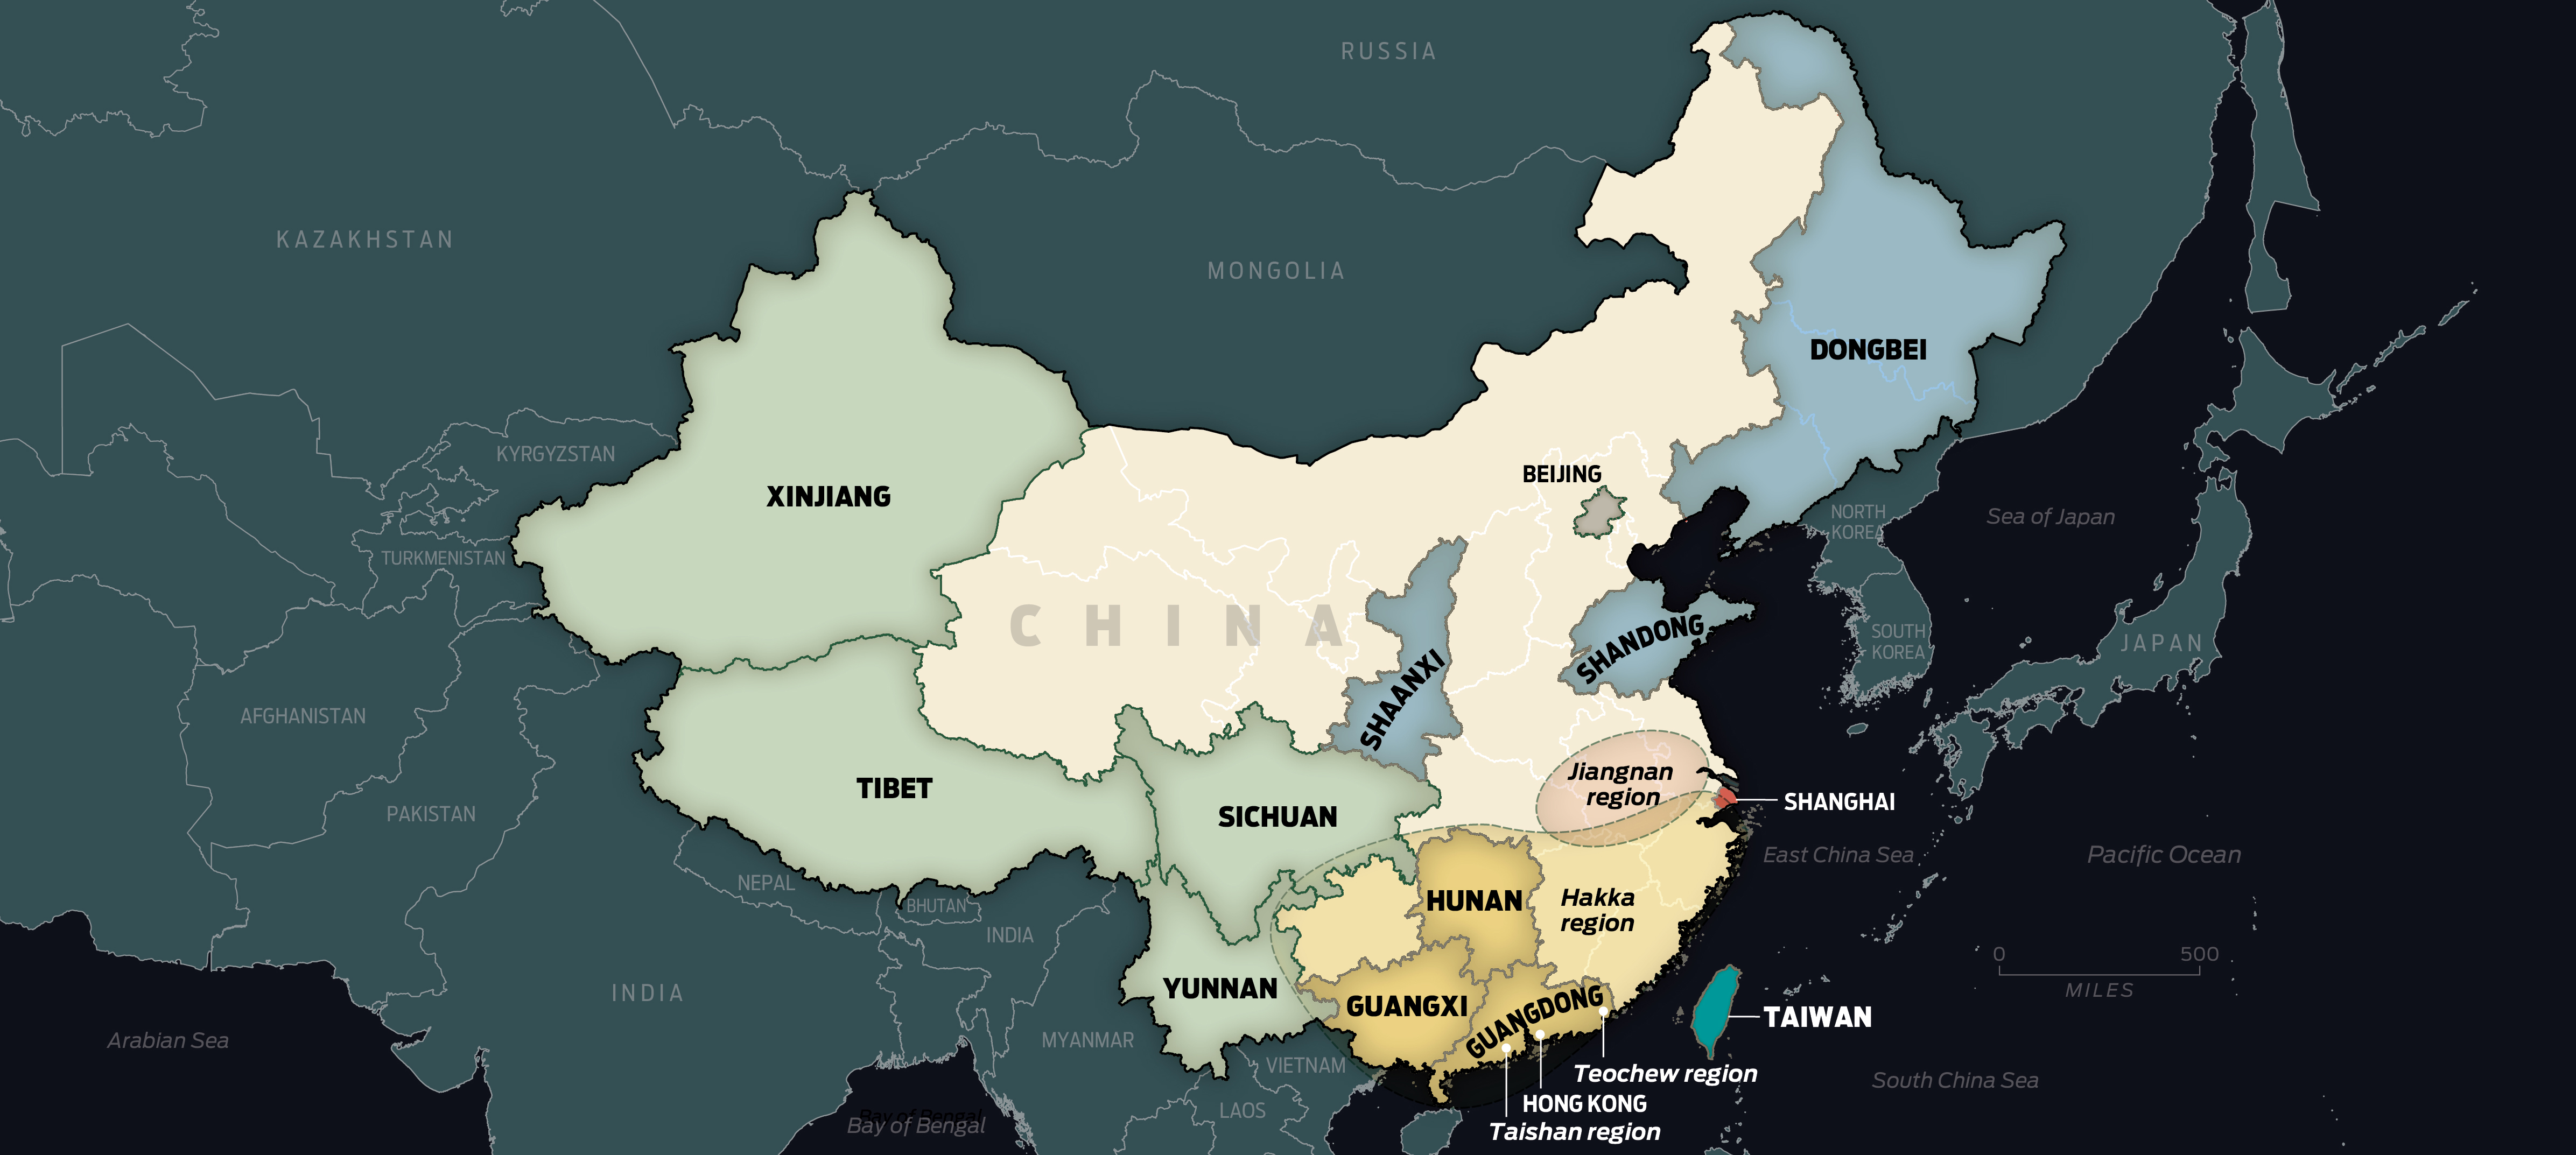 RUSSIA
KAZAKHSTAN
MONGOLIA
DONGBEI
KYRGYZSTAN
BEIJING
XINJIANG
NORTH
KOREA
Sea of Japan
TURKMENISTAN
CHINA
SHANDONG
SOUTH
KOREA
JAPAN
SHAANXI
AFGHANISTAN
Jiangnan
region
TIBET
SHANGHAI
PAKISTAN
SICHUAN
East China Sea
Pacific Ocean
NEPAL
BHUTAN
HUNAN
Hakka
region
INDIA
0 500
MILES
INDIA
YUNNAN
GUANGXI
GUANGDONG
TAIWAN
Arabian Sea
MYANMAR
VIETNAM
Teochew region
South China Sea
HONG KONG
LAOS
Bay of Bengal
Bay of Bengal
Taishan region